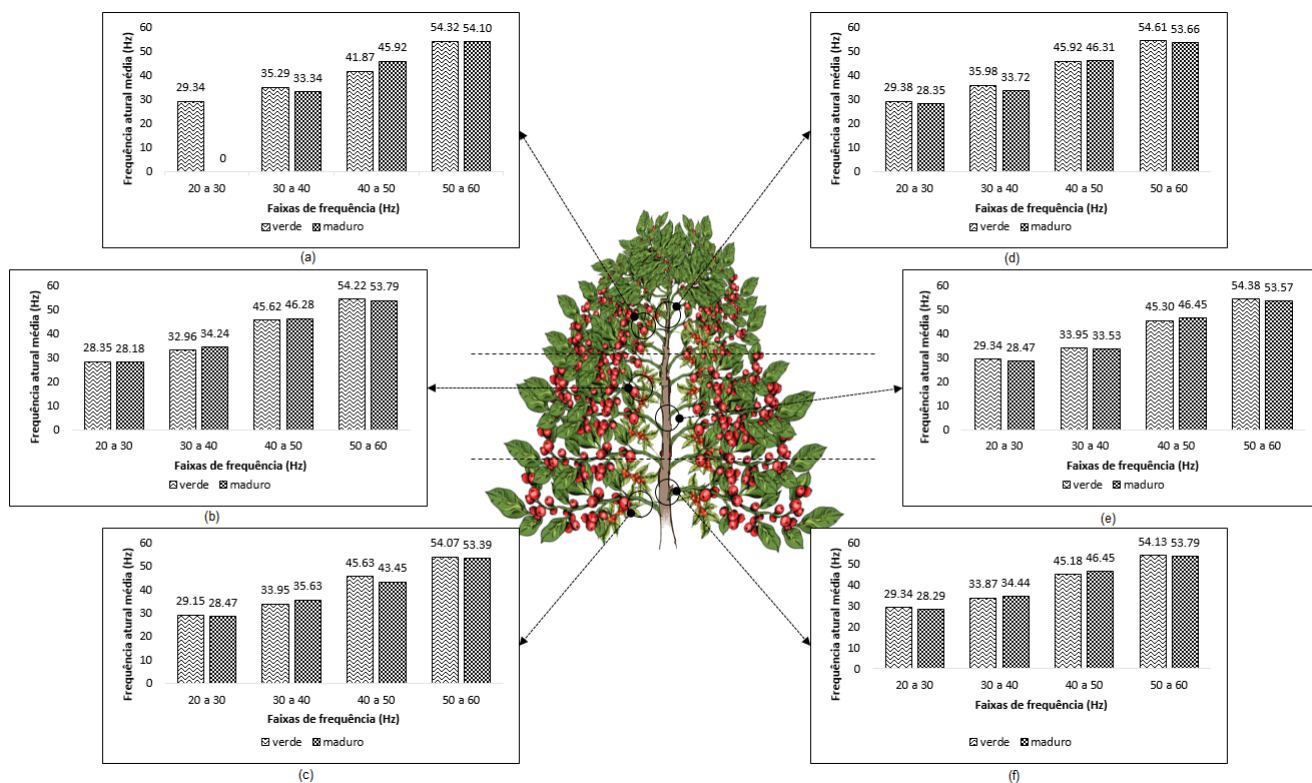 Frequência atural média (Hz)
60
50
40
30
20
10
0
29.34
0
35.29
33.34
41.87
45.92
54.32
54.10
20 a 30
30 a 40
40 a 50
50 a 60
Faixas de frequência (Hz)
verde maduro
(a)
Frequência atural média (Hz)
60
50
40
30
20
10
0
29.38
28.35
35.98
33.72
45.92
46.31
54.61
53.66
20 a 30
30 a 40
40 a 50
50 a 60
Faixas de frequência (Hz)
verde maduro
(d)
Frequência atural média (Hz)
60
50
40
30
20
10
0
28.35
28.18
32.96
34.24
45.62
46.28
54.22
53.79
20 a 30
30 a 40
40 a 50
50 a 60
Faixas de frequência (Hz)
verde maduro
(b)
Frequência atural média (Hz)
60
50
40
30
20
10
0
29.34
28.47
33.95
33.53
45.30
46.45
54.38
53.57
20 a 30
30 a 40
40 a 50
50 a 60
Faixas de frequência (Hz)
verde maduro
(e)
Frequência atural média (Hz)
60
50
40
30
20
10
0
29.15
28.47
33.95
35.63
45.63
43.45
54.07
53.39
20 a 30
30 a 40
40 a 50
50 a 60
Faixas de frequência (Hz)
verde maduro
(c)
Frequência atural média (Hz)
60
50
40
30
20
10
0
29.34
28.29
33.87
34.44
45.18
46.45
54.13
53.79
20 a 30
30 a 40
40 a 50
50 a 60
Faixas de frequência (Hz)
verde maduro
(f)